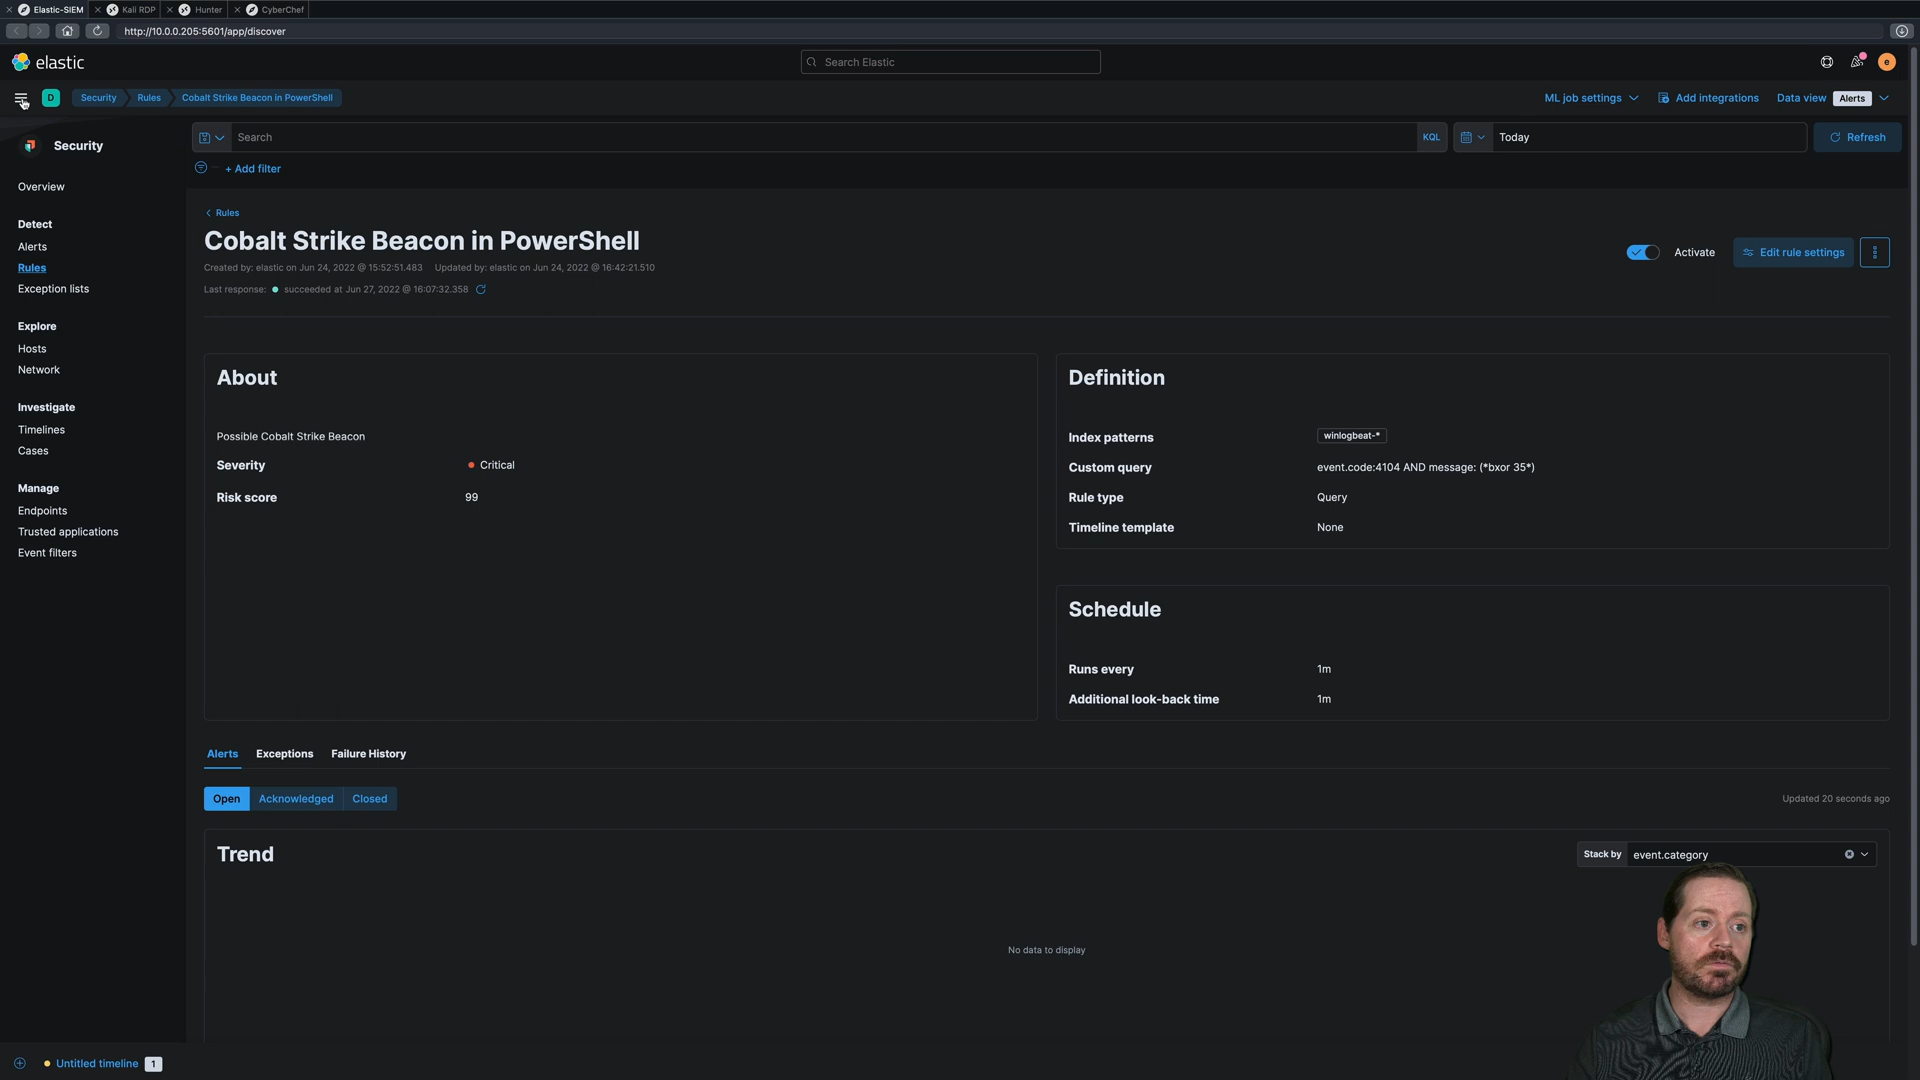 Elastic-SIEM
Kali RDP
Hunter
CyberChef
http://10.0.0.205:5601/app/discover
elastic
Search Elastic
e
D
Security
Rules
Cobalt Strike Beacon in PowerShell
ML job settings
Add integrations
Data view
Alerts
Security
Search
KQL
Today
Refresh
+ Add filter
Overview
Detect
Alerts
Rules
Exception lists
Explore
Hosts
Network
Investigate
Timelines
Cases
Manage
Endpoints
Trusted applications
Event filters
Rules
Cobalt Strike Beacon in PowerShell
Created by: elastic on Jun 24, 2022 @ 15:52:51.483 Updated by: elastic on Jun 24, 2022 @ 16:42:21.510
Last response: succeeded at Jun 27, 2022 @ 16:07:32.358
Activate
Edit rule settings
About
Possible Cobalt Strike Beacon
Severity Critical
Risk score 99
Definition
Index patterns winlogbeat-*
Custom query event.code:4104 AND message: (*bxor 35*)
Rule type Query
Timeline template None
Schedule
Runs every 1m
Additional look-back time 1m
Alerts
Exceptions
Failure History
Open
Acknowledged
Closed
Updated 20 seconds ago
Trend
Stack by event.category
No data to display
Untitled timeline 1